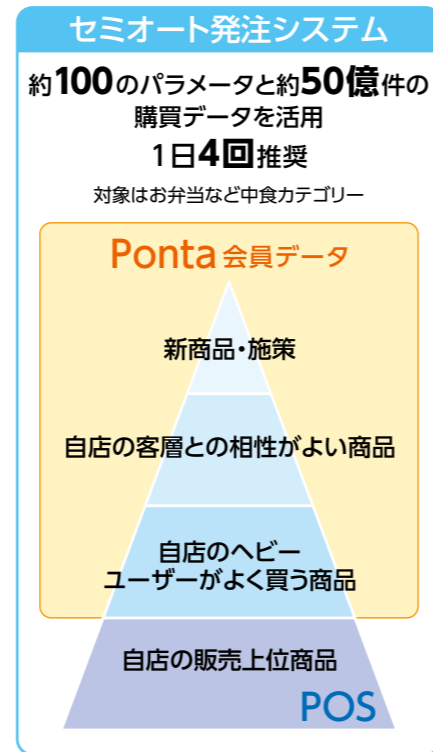 セミオート発注システム
約100のパラメータと約50億件の
購買データを活用
1日4回推奨
対象はお弁当など中食カテゴリー
Ponta会員データ
新商品・施策
自店の客層との相性がよい商品
自店のヘビー
ユーザーがよく買う商品
自店の販売上位商品
POS